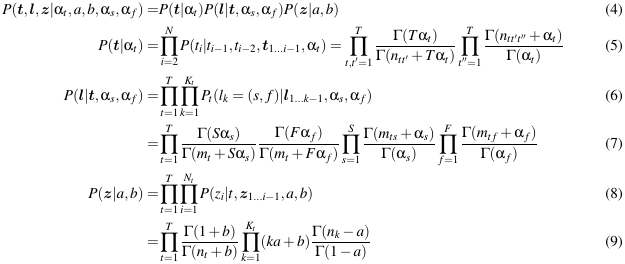 P(t, l, z|α_t, a, b, α_s, α_f) = P(t|α_t)P(l|t, α_s, α_f)P(z|a, b) (4)
P(t|α_t) = ∏_{i=2}^{N} P(t_i|t_{i-1}, t_{i-2}, t_{1...i-1}, α_t) = ∏_{t,t'=1}^{T} Γ(Tα_t)/Γ(n_{tt'} + Tα_t) ∏_{t''=1}^{T} Γ(n_{tt't''} + α_t)/Γ(α_t) (5)
P(l|t, α_s, α_f) = ∏_{t=1}^{T} ∏_{k=1}^{K_t} P_t(l_k = (s, f)|l_{1...k-1}, α_s, α_f) (6)
= ∏_{t=1}^{T} Γ(Sα_s)/Γ(m_t + Sα_s) Γ(Fα_f)/Γ(m_t + Fα_f) ∏_{s=1}^{S} Γ(m_{ts} + α_s)/Γ(α_s) ∏_{f=1}^{F} Γ(m_{tf} + α_f)/Γ(α_f) (7)
P(z|a, b) = ∏_{t=1}^{T} ∏_{i=1}^{N_t} P(z_i|t, z_{1...i-1}, a, b) (8)
= ∏_{t=1}^{T} Γ(1 + b)/Γ(n_t + b) ∏_{k=1}^{K_t} (ka + b) Γ(n_k - a)/Γ(1 - a) (9)